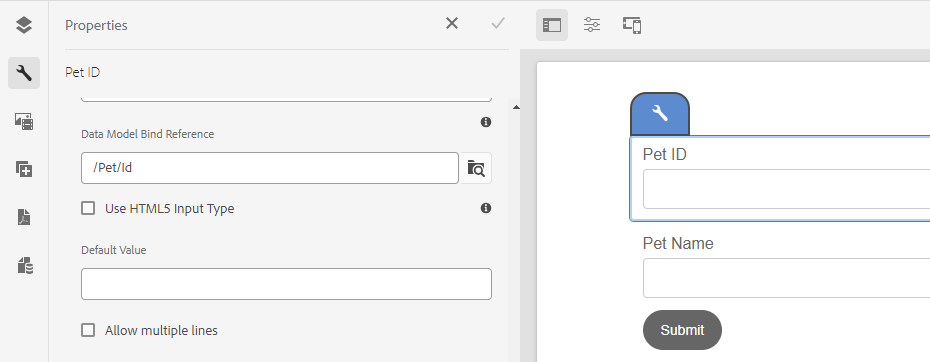 Properties
Pet ID
Data Model Bind Reference
/Pet/Id
Use HTML5 Input Type
Default Value
Allow multiple lines
Pet ID
Pet Name
Submit